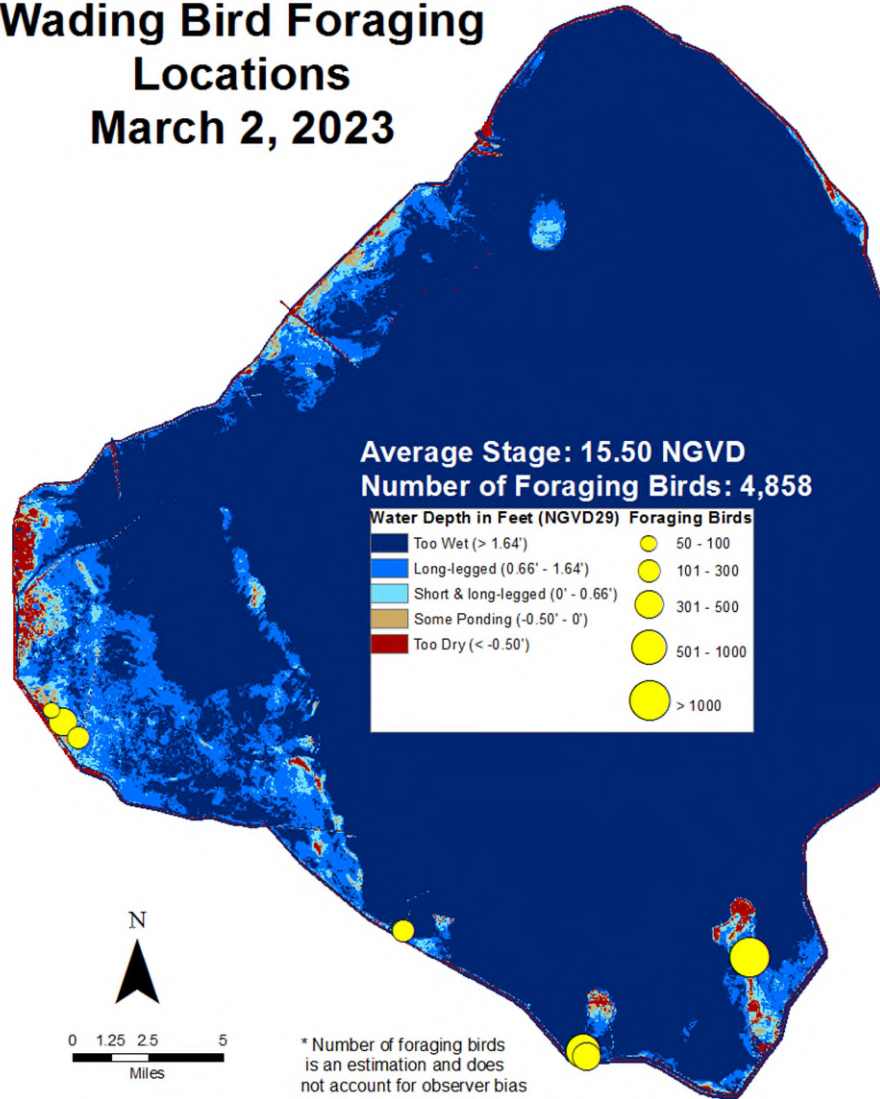 Wading Bird Foraging
Locations
March 2, 2023
Average Stage: 15.50 NGVD
Number of Foraging Birds: 4,858
Water Depth in Feet (NGVD29)
Too Wet (> 1.64')
Long-legged (0.66' - 1.64')
Short & long-legged (0' - 0.66')
Some Ponding (-0.50' - 0')
Too Dry (< -0.50')
Foraging Birds
50 - 100
101 - 300
301 - 500
501 - 1000
> 1000
N
0 1.25 2.5 5
Miles
* Number of foraging birds
is an estimation and does
not account for observer bias